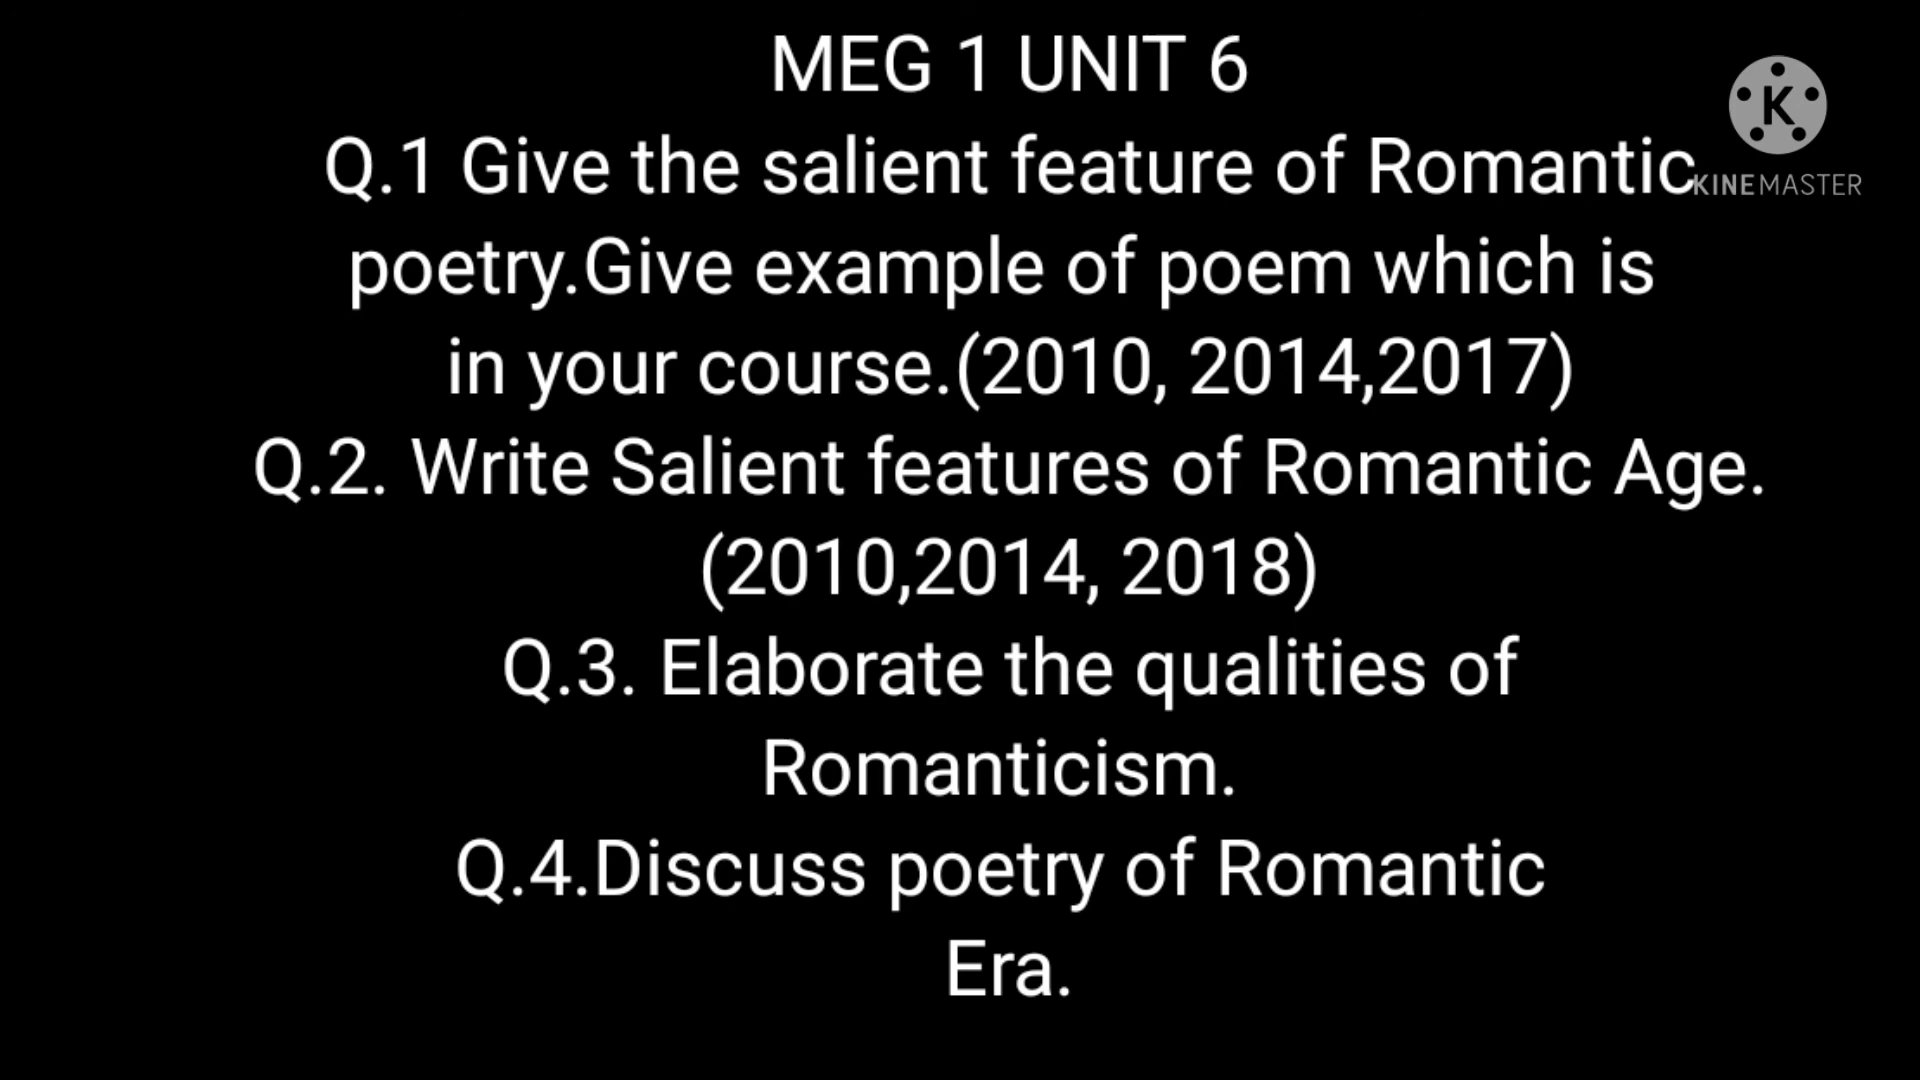 MEG 1 UNIT 6
Q.1 Give the salient feature of Romantic
poetry.Give example of poem which is
in your course.(2010, 2014,2017)
Q.2. Write Salient features of Romantic Age.
(2010,2014, 2018)
Q.3. Elaborate the qualities of
Romanticism.
Q.4.Discuss poetry of Romantic
Era.
K
KINEMASTER